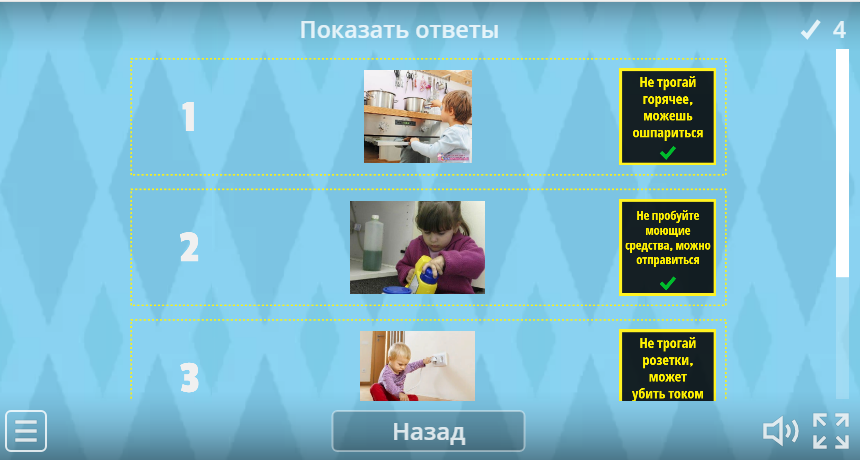 Показать ответы
4
1
Не трогай
горячее,
можешь
ошпариться
2
Не пробуйте
моющие
средства, можно
отправиться
3
Не трогай
розетки,
может
убить током
Назад